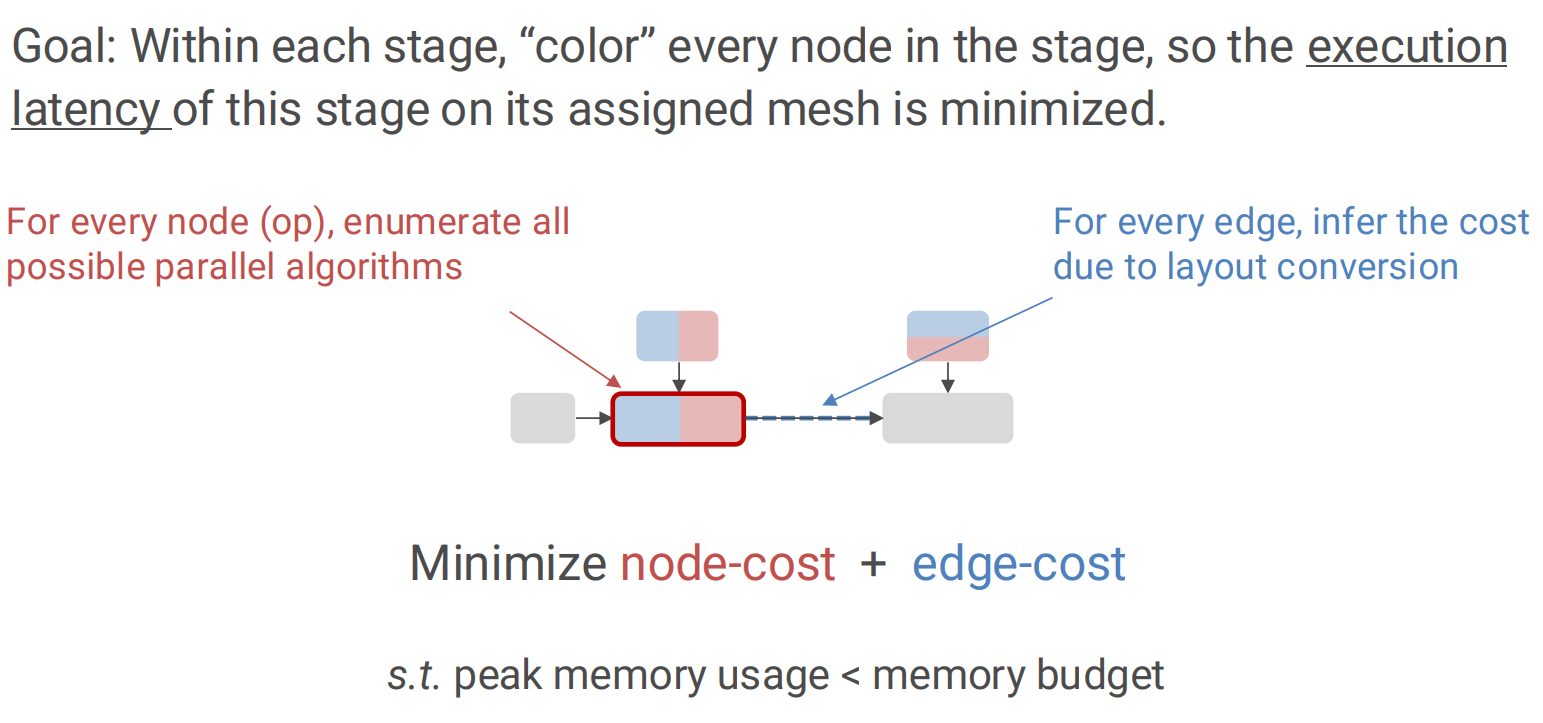 Goal: Within each stage, “color” every node in the stage, so the execution
latency of this stage on its assigned mesh is minimized.
For every node (op), enumerate all
possible parallel algorithms
For every edge, infer the cost
due to layout conversion
Minimize node-cost + edge-cost
s.t. peak memory usage < memory budget